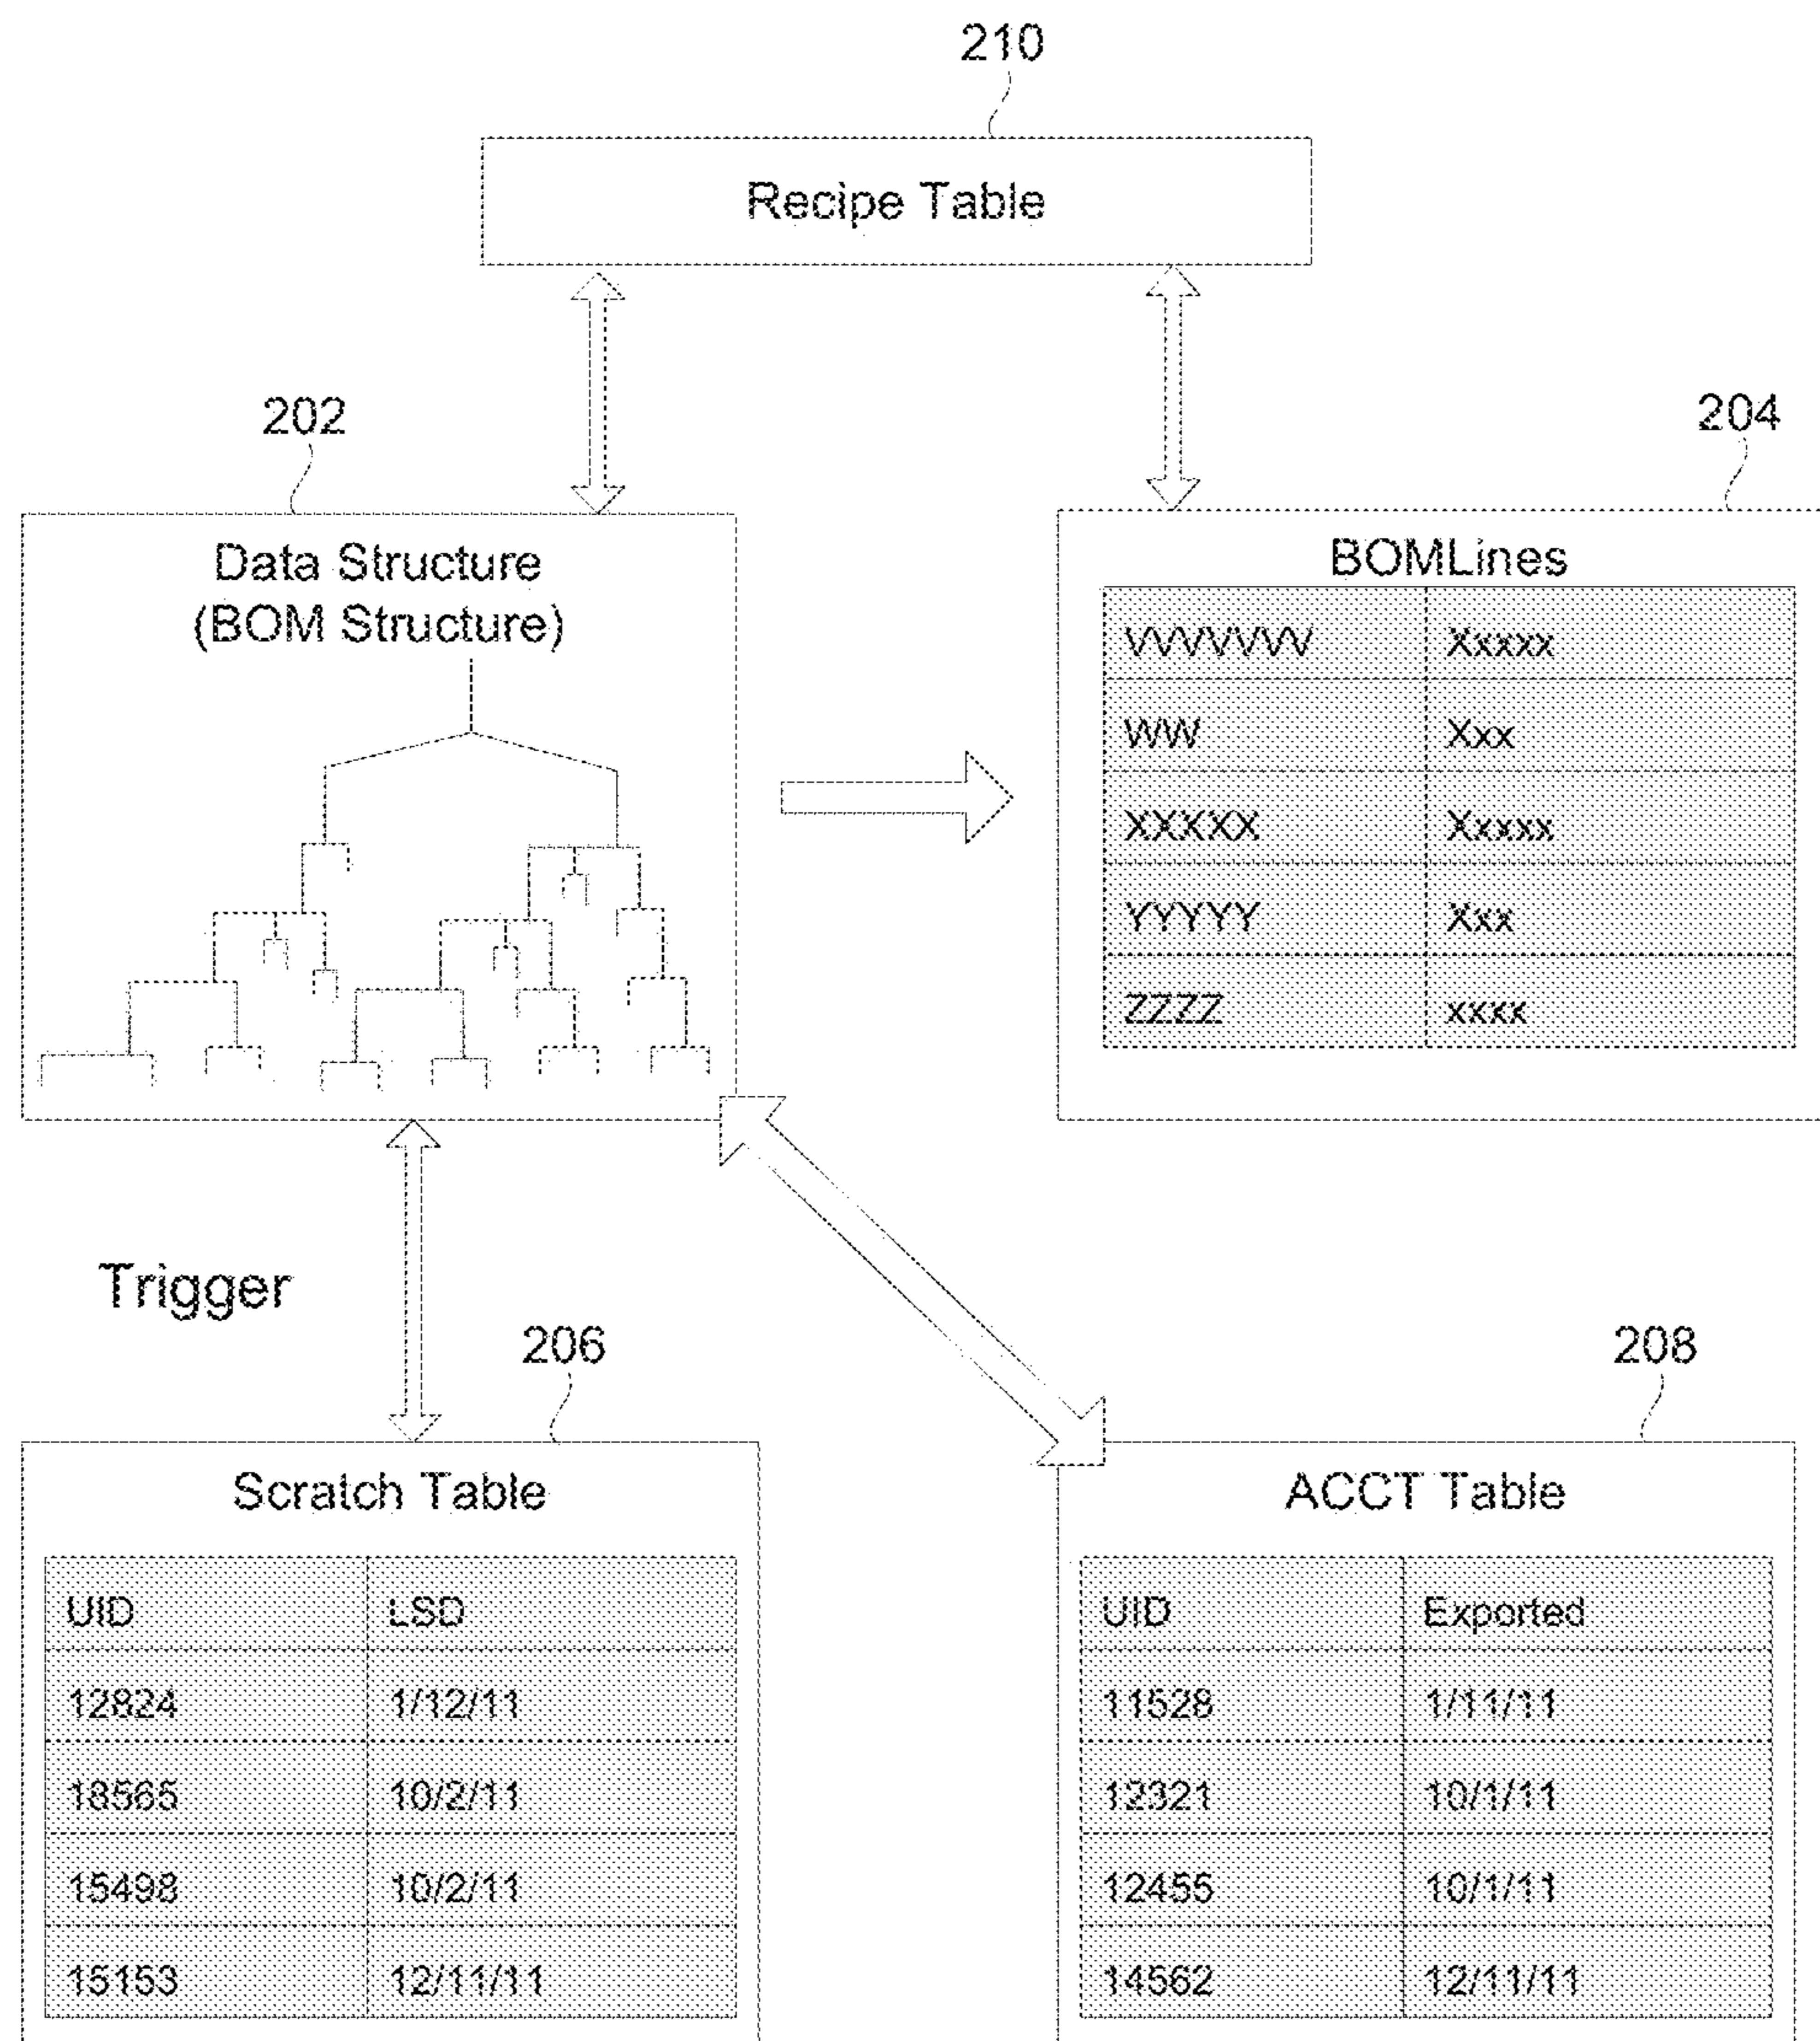 210
Recipe Table
202
204
Data Structure
(BOM Structure)
BOMLines
VVVVVVV Xxxxx
WW Xxx
XXXXX Xxxxx
YYYYY Xxx
ZZZZ xxxx
Trigger
206
208
Scratch Table
UID LSD
12824 1/12/11
18565 10/2/11
15498 10/2/11
15153 12/11/11
ACCT Table
UID Exported
11528 1/11/11
12321 10/1/11
12455 10/1/11
14562 12/11/11